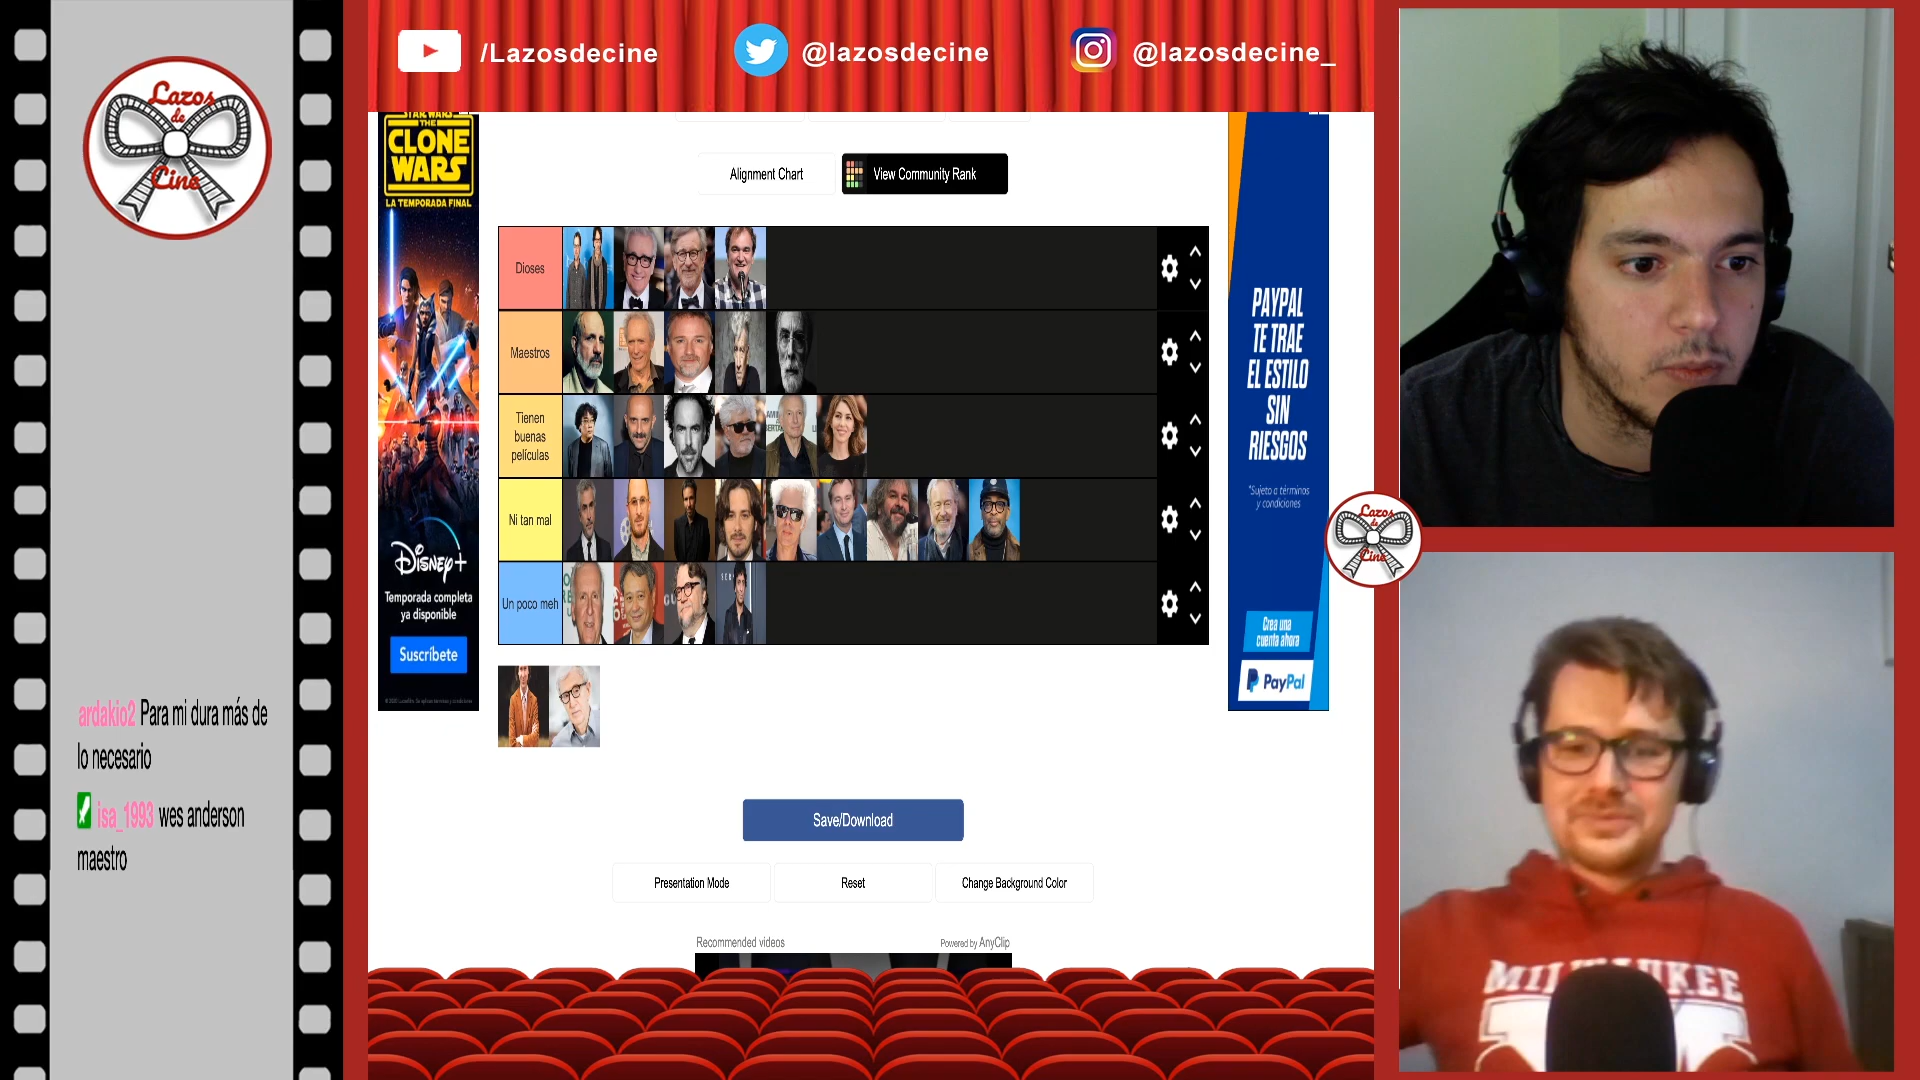 Lazos
de
Cine
/Lazosdecine
@lazosdecine
@lazosdecine_
STAR WARS
THE
CLONE
WARS
LA TEMPORADA FINAL
Disney+
Temporada completa
ya disponible
Suscríbete
Alignment Chart
View Community Rank
Dioses
Maestros
Tienen
buenas
películas
Ni tan mal
Un poco meh
PAYPAL
TE TRAE
EL ESTILO
SIN
RIESGOS
*Sujeto a términos
y condiciones
Crea una
cuenta ahora
PayPal
Lazos
de
Cine
ardakio2 Para mi dura más de
lo necesario
isa_1993 wes anderson
maestro
Save/Download
Presentation Mode
Reset
Change Background Color
Recommended videos
Powered by AnyClip
MILWAUKEE